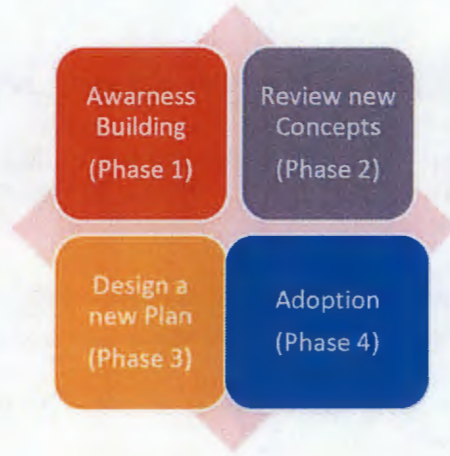 Awarness
Building
(Phase 1)
Review new
Concepts
(Phase 2)
Design a
new Plan
(Phase 3)
Adoption
(Phase 4)